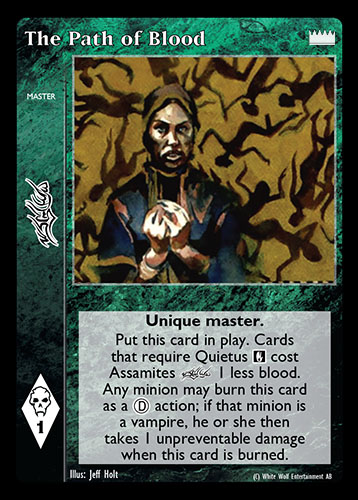 The Path of Blood
MASTER
Unique master.
Put this card in play. Cards
that require Quietus cost
Assamites 1 less blood.
Any minion may burn this card
as a Ⓓ action; if that minion is
a vampire, he or she then
takes 1 unpreventable damage
when this card is burned.
1
Illus: Jeff Holt
(C) White Wolf Entertainment AB